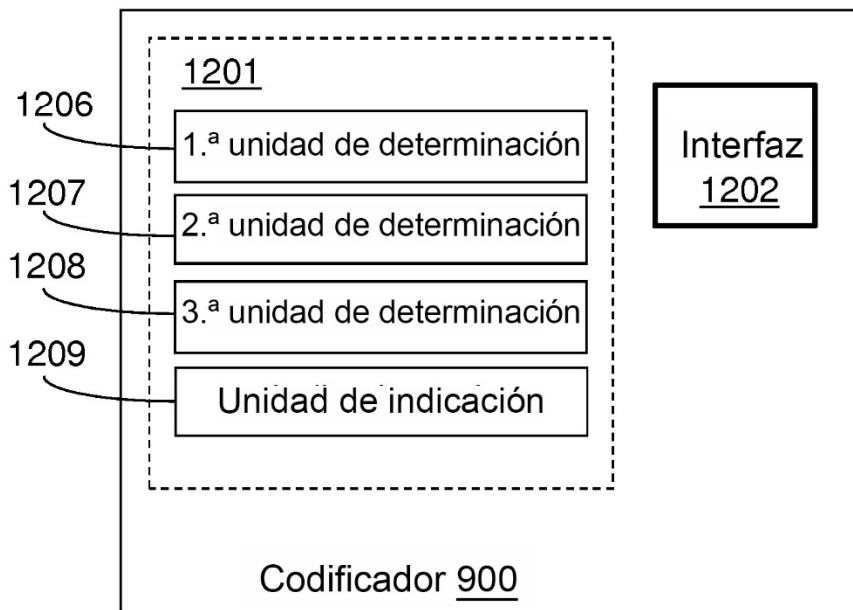 1201
1206
1.ª unidad de determinación
Interfaz
1202
1207
2.ª unidad de determinación
1208
3.ª unidad de determinación
1209
Unidad de indicación
Codificador 900